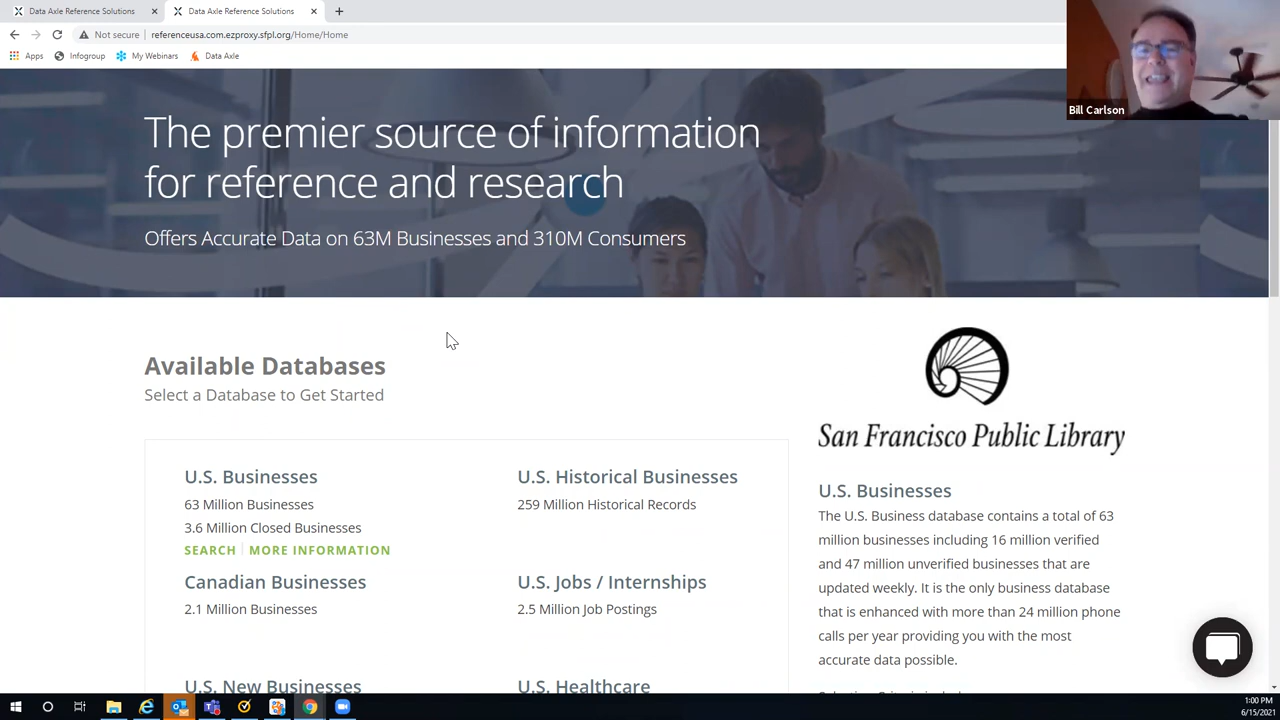 Data Axle Reference Solutions
Data Axle Reference Solutions
Not secure
referenceusa.com.ezproxy.sfpl.org/Home/Home
Apps
Infogroup
My Webinars
Data Axle
Bill Carlson
The premier source of information
for reference and research
Offers Accurate Data on 63M Businesses and 310M Consumers
Available Databases
Select a Database to Get Started
U.S. Businesses
63 Million Businesses
3.6 Million Closed Businesses
SEARCH
MORE INFORMATION
U.S. Historical Businesses
259 Million Historical Records
Canadian Businesses
2.1 Million Businesses
U.S. Jobs / Internships
2.5 Million Job Postings
U.S. New Businesses
U.S. Healthcare
San Francisco Public Library
U.S. Businesses
The U.S. Business database contains a total of 63
million businesses including 16 million verified
and 47 million unverified businesses that are
updated weekly. It is the only business database
that is enhanced with more than 24 million phone
calls per year providing you with the most
accurate data possible.
1:00 PM
6/15/2021